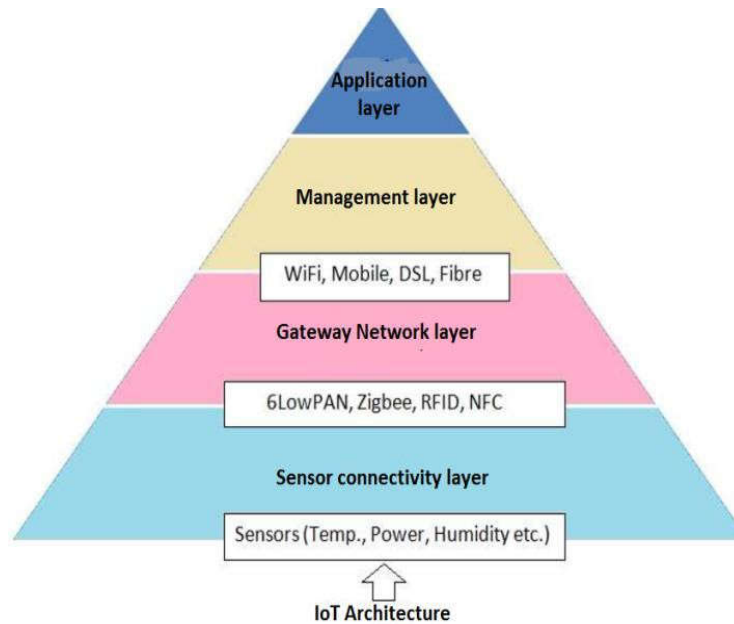 Application
layer
Management layer
WiFi, Mobile, DSL, Fibre
Gateway Network layer
6LowPAN, Zigbee, RFID, NFC
Sensor connectivity layer
Sensors (Temp., Power, Humidity etc.)
IoT Architecture